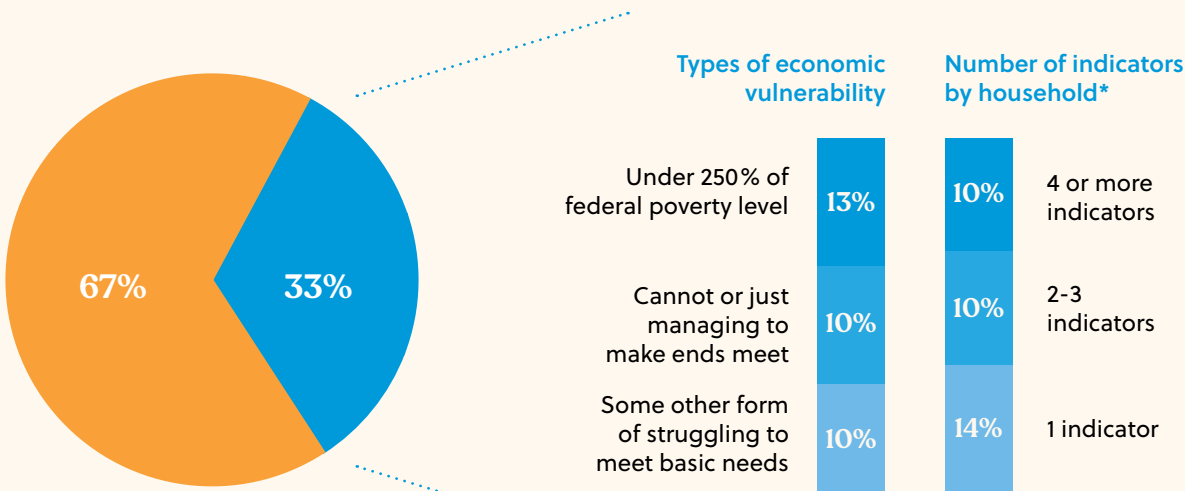 67%
33%
Types of economic
vulnerability
Under 250% of
federal poverty level
13%
Cannot or just
managing to
make ends meet
10%
Some other form
of struggling to
meet basic needs
10%
Number of indicators
by household*
10%
4 or more
indicators
10%
2-3
indicators
14%
1 indicator